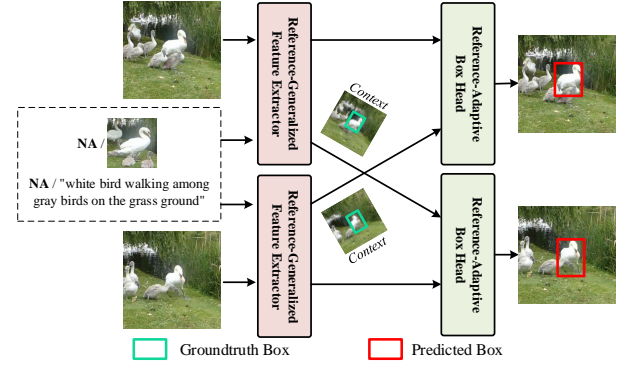 Reference-Generalized
Feature Extractor
Context
Reference-Adaptive
Box Head
NA /
NA / "white bird walking among
gray birds on the grass ground"
Reference-Generalized
Feature Extractor
Context
Reference-Adaptive
Box Head
Groundtruth Box
Predicted Box